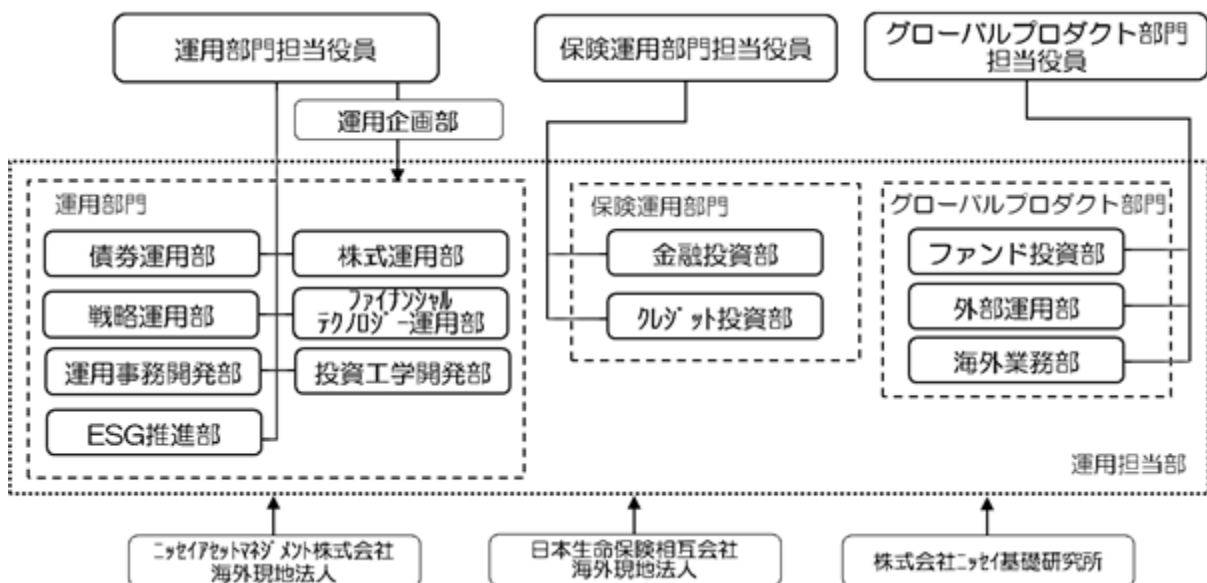 運用部門担当役員
保険運用部門担当役員
グローバルプロダクト部門
担当役員
運用企画部
運用部門
債券運用部
株式運用部
戦略運用部
ファイナンシャル
テクノロジー運用部
運用事務開発部
投資工学開発部
ESG推進部
保険運用部門
金融投資部
クレジット投資部
グローバルプロダクト部門
ファンド投資部
外部運用部
海外業務部
運用担当部
ニッセイアセットマネジメント株式会社
海外現地法人
日本生命保険相互会社
海外現地法人
株式会社ニッセイ基礎研究所